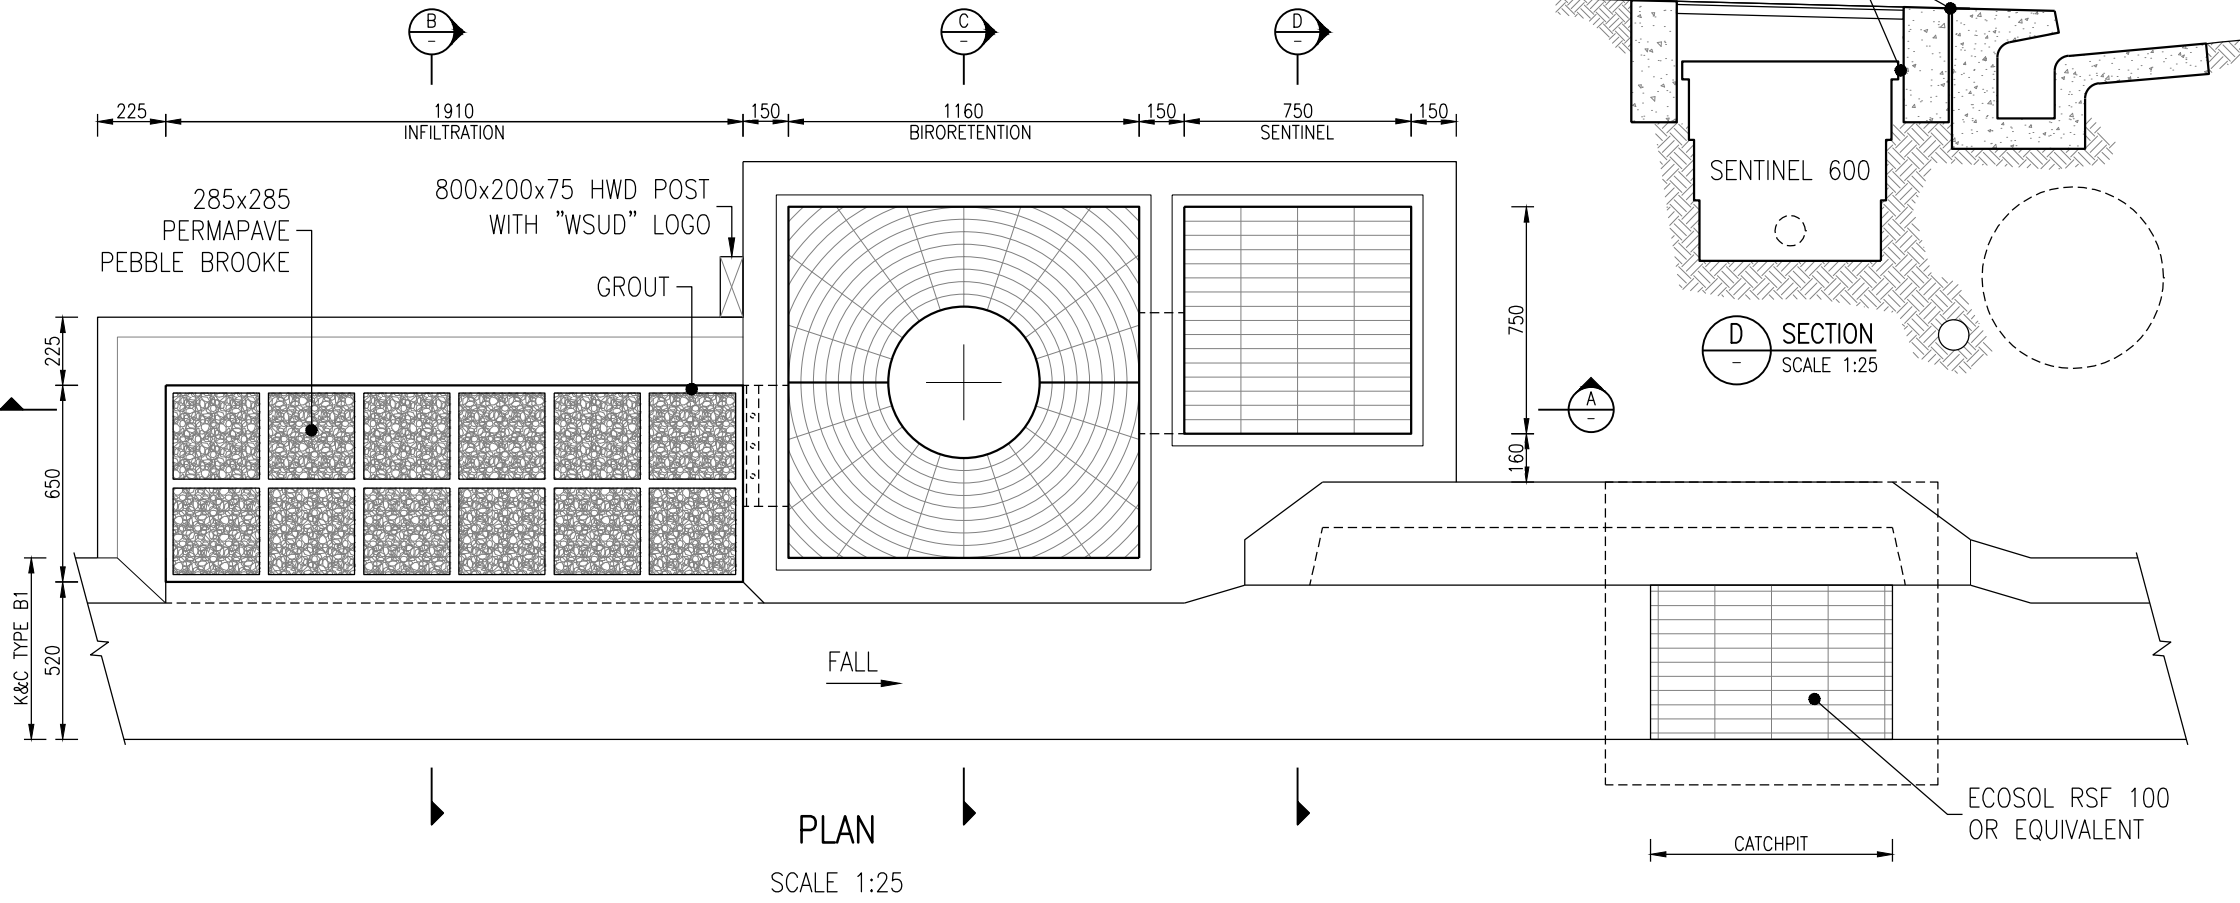 B
-
C
-
D
-
225
1910
150
1160
150
750
150
INFILTRATION
BIRORETENTION
SENTINEL
285x285
PERMAPAVE
PEBBLE BROOKE
800x200x75 HWD POST
WITH "WSUD" LOGO
GROUT
SENTINEL 600
D
-
SECTION
SCALE 1:25
225
650
520
K&C TYPE B1
750
160
A
-
FALL
PLAN
SCALE 1:25
CATCHPIT
ECOSOL RSF 100
OR EQUIVALENT